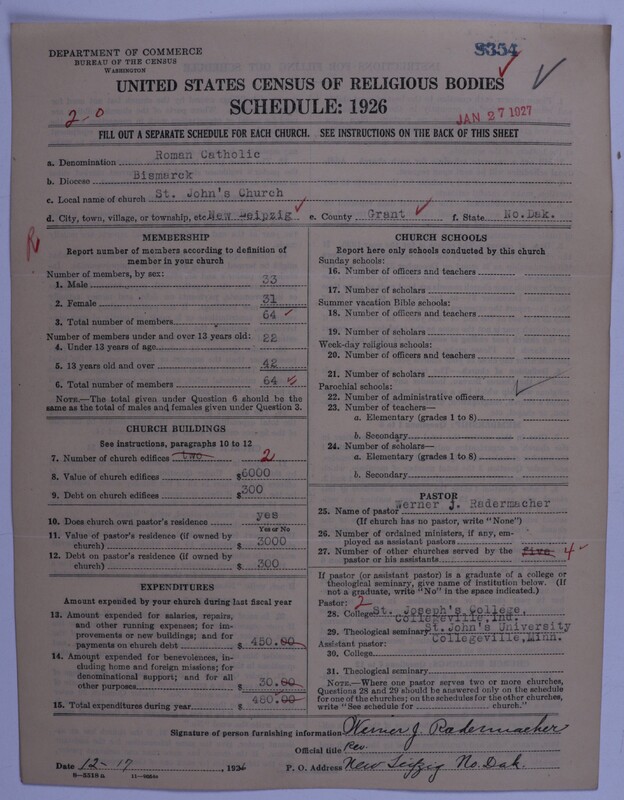 DEPARTMENT OF COMMERCE
BUREAU OF THE CENSUS
WASHINGTON
8354
UNITED STATES CENSUS OF RELIGIOUS BODIES
SCHEDULE: 1926
2-0
JAN 27 1927
FILL OUT A SEPARATE SCHEDULE FOR EACH CHURCH. SEE INSTRUCTIONS ON THE BACK OF THIS SHEET
a. Denomination Roman Catholic
b. Diocese Bismarck
c. Local name of church St. John's Church
d. City, town, village, or township, etc. New Leipzig e. County Grant f. State No.Dak.
R
MEMBERSHIP
Report number of members according to definition of
member in your church
Number of members, by sex:
1. Male 33
2. Female 31
3. Total number of members 64
Number of members under and over 13 years old:
4. Under 13 years of age 22
5. 13 years old and over 42
6. Total number of members 64
NOTE.—The total given under Question 6 should be the
same as the total of males and females given under Question 3.
CHURCH BUILDINGS
See instructions, paragraphs 10 to 12
7. Number of church edifices two 2
8. Value of church edifices $6000
9. Debt on church edifices $300
10. Does church own pastor's residence yes
Yes or No
11. Value of pastor's residence (if owned by
church) $ 3000
12. Debt on pastor's residence (if owned by
church) $ 300
EXPENDITURES
Amount expended by your church during last fiscal year
13. Amount expended for salaries, repairs,
and other running expenses; for im-
provements or new buildings; and for
payments on church debt $ 450.00
14. Amount expended for benevolences, in-
cluding home and foreign missions; for
denominational support; and for all
other purposes $ 30.00
15. Total expenditures during year $ 480.00
CHURCH SCHOOLS
Report here only schools conducted by this church
Sunday schools:
16. Number of officers and teachers
17. Number of scholars
Summer vacation Bible schools:
18. Number of officers and teachers
19. Number of scholars
Week-day religious schools:
20. Number of officers and teachers
21. Number of scholars
Parochial schools:
22. Number of administrative officers
23. Number of teachers—
a. Elementary (grades 1 to 8)
b. Secondary
24. Number of scholars—
a. Elementary (grades 1 to 8)
b. Secondary
PASTOR
25. Name of pastor Werner J. Radermacher
(If church has no pastor, write "None")
26. Number of ordained ministers, if any, em-
ployed as assistant pastors
27. Number of other churches served by the
pastor or his assistants five 4
If pastor (or assistant pastor) is a graduate of a college or
theological seminary, give name of institution below. (If
not a graduate, write "No" in the space indicated.)
Pastor: 2
28. College St. Joseph's College,
Collegeville, Ind.
29. Theological seminary St. John's University
Collegeville, Minn.
Assistant pastor:
30. College
31. Theological seminary
NOTE.—Where one pastor serves two or more churches,
Questions 28 and 29 should be answered only on the schedule
for one of the churches; on the schedules for the other churches,
write "See schedule for church."
Signature of person furnishing information Werner J. Radermacher
Official title Rev.
Date 12-17, 1926 P. O. Address New Leipzig No. Dak.
8—5518 a 11—9224a